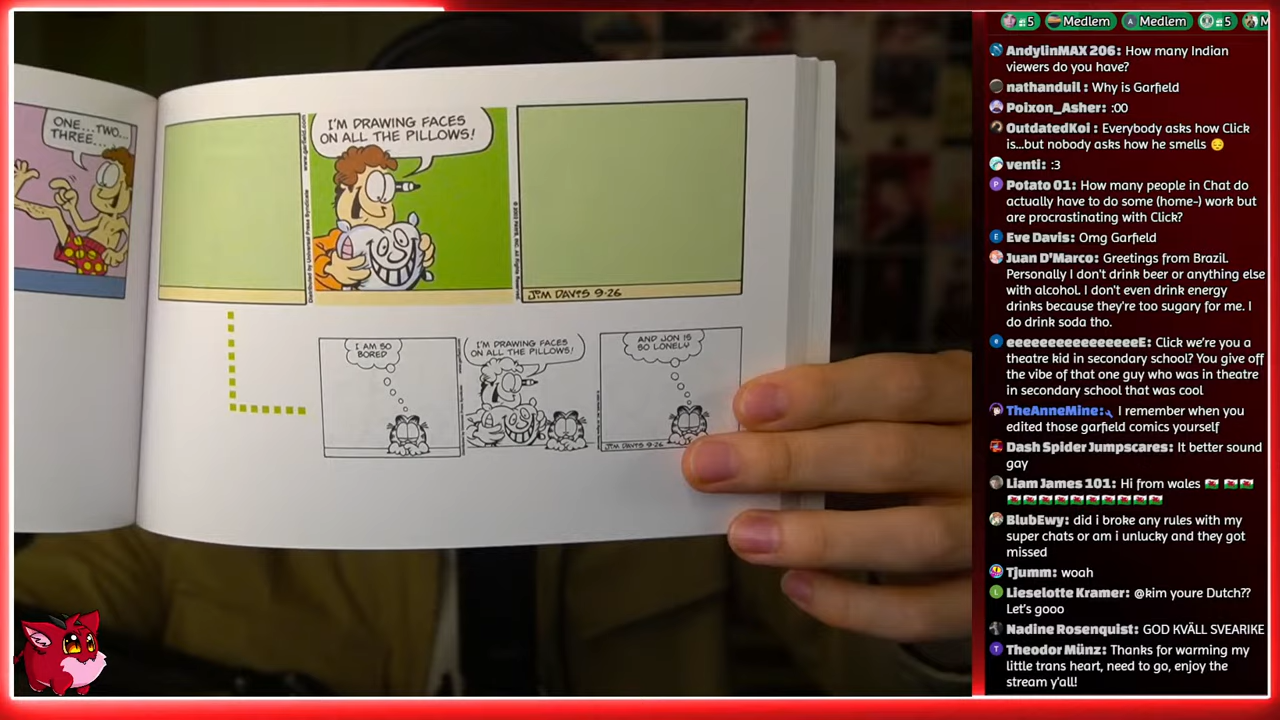 ONE...TWO...
THREE...
www.garfield.com
Distributed by Universal Press Syndicate
I'M DRAWING FACES
ON ALL THE PILLOWS!
JIM DAVIS 9-26
I AM SO
BORED
I'M DRAWING FACES
ON ALL THE PILLOWS!
AND JON IS
SO LONELY
JIM DAVIS 9-26
#5
Medlem
Medlem
#5
M
AndylinMAX 206: How many Indian
viewers do you have?
nathanduil: Why is Garfield
Poixon_Asher: :00
OutdatedKoi: Everybody asks how Click
is...but nobody asks how he smells 😔
venti: :3
Potato 01: How many people in Chat do
actually have to do some (home-) work but
are procrastinating with Click?
Eve Davis: Omg Garfield
Juan D'Marco: Greetings from Brazil.
Personally I don't drink beer or anything else
with alcohol. I don't even drink energy
drinks because they're too sugary for me. I
do drink soda tho.
eeeeeeeeeeeeeeeeE: Click we're you a
theatre kid in secondary school? You give off
the vibe of that one guy who was in theatre
in secondary school that was cool
TheAnneMine: I remember when you
edited those garfield comics yourself
Dash Spider Jumpscares: It better sound
gay
Liam James 101: Hi from wales 🏴󠁧󠁢󠁷󠁬󠁳󠁿 🏴󠁧󠁢󠁷󠁬󠁳󠁿🏴󠁧󠁢󠁷󠁬󠁳󠁿
🏴󠁧󠁢󠁷󠁬󠁳󠁿🏴󠁧󠁢󠁷󠁬󠁳󠁿🏴󠁧󠁢󠁷󠁬󠁳󠁿🏴󠁧󠁢󠁷󠁬󠁳󠁿🏴󠁧󠁢󠁷󠁬󠁳󠁿🏴󠁧󠁢󠁷󠁬󠁳󠁿🏴󠁧󠁢󠁷󠁬󠁳󠁿🏴󠁧󠁢󠁷󠁬󠁳󠁿🏴󠁧󠁢󠁷󠁬󠁳󠁿🏴󠁧󠁢󠁷󠁬󠁳󠁿
BlubEwy: did i broke any rules with my
super chats or am i unlucky and they got
missed
Tjumm: woah
Lieselotte Kramer: @kim youre Dutch??
Let's gooo
Nadine Rosenquist: GOD KVÄLL SVEARIKE
Theodor Münz: Thanks for warming my
little trans heart, need to go, enjoy the
stream y'all!